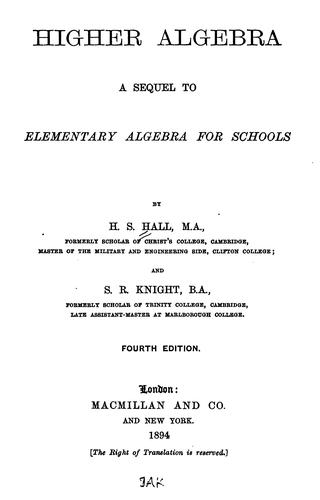 HIGHER ALGEBRA
A SEQUEL TO
ELEMENTARY ALGEBRA FOR SCHOOLS
BY
H. S. HALL, M.A.,
FORMERLY SCHOLAR OF CHRIST'S COLLEGE, CAMBRIDGE,
MASTER OF THE MILITARY AND ENGINEERING SIDE, CLIFTON COLLEGE;
AND
S. R. KNIGHT, B.A.,
FORMERLY SCHOLAR OF TRINITY COLLEGE, CAMBRIDGE,
LATE ASSISTANT-MASTER AT MARLBOROUGH COLLEGE.
FOURTH EDITION.
London:
MACMILLAN AND CO.
AND NEW YORK.
1894
[The Right of Translation is reserved.]
JAK